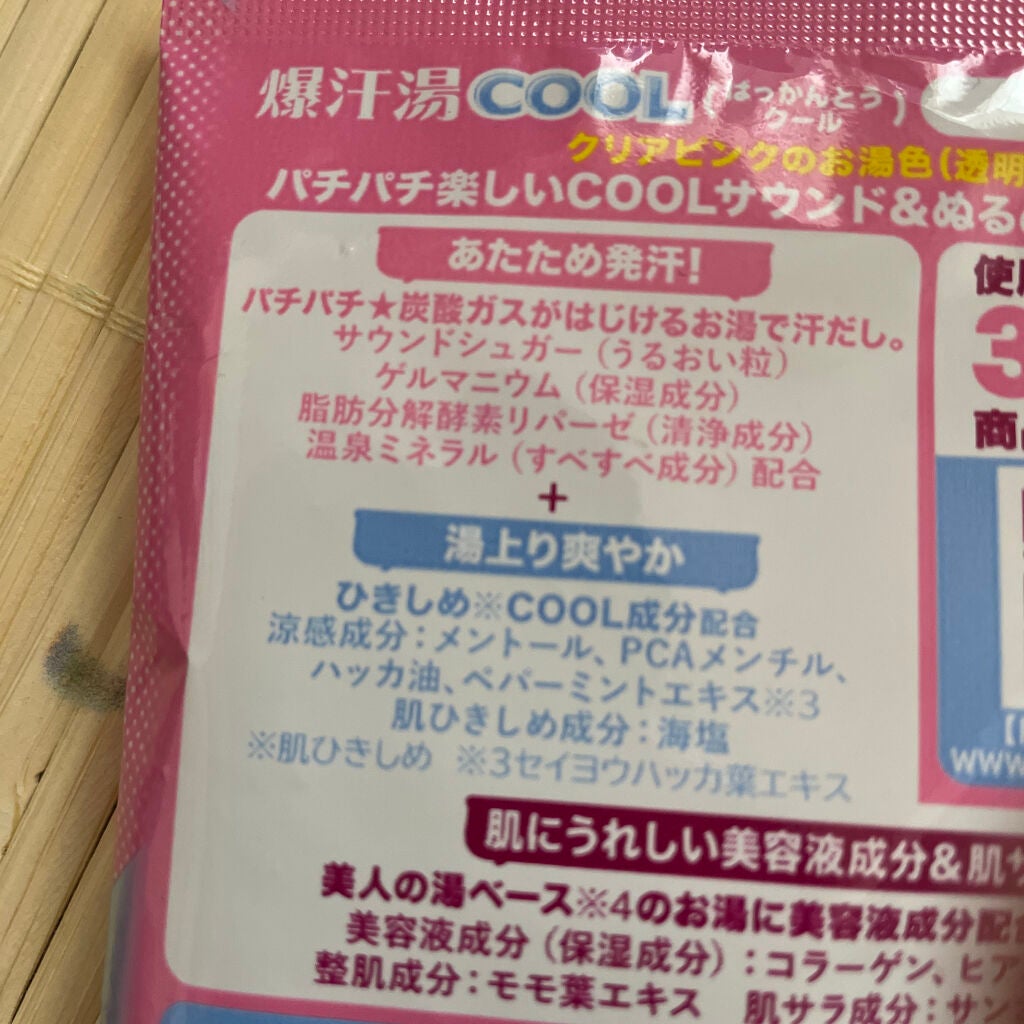 爆汗湯COOL(ばっかんとう クール)
クリアピンクのお湯色(透明
パチパチ楽しいCOOLサウンド&ぬる
あたため発汗!
パチパチ★炭酸ガスがはじけるお湯で汗だし。
サウンドシュガー(うるおい粒)
ゲルマニウム(保湿成分)
脂肪分解酵素リパーゼ(清浄成分)
温泉ミネラル(すべすべ成分)配合
+
湯上り爽やか
ひきしめ※COOL成分配合
涼感成分:メントール、PCAメンチル、
ハッカ油、ペパーミントエキス※3
肌ひきしめ成分:海塩
※肌ひきしめ ※3セイヨウハッカ葉エキス
3
www
肌にうれしい美容液成分&肌
美人の湯ベース※4のお湯に美容液成分配
美容液成分(保湿成分):コラーゲン、ヒア
整肌成分:モモ葉エキス 肌サラ成分:サン